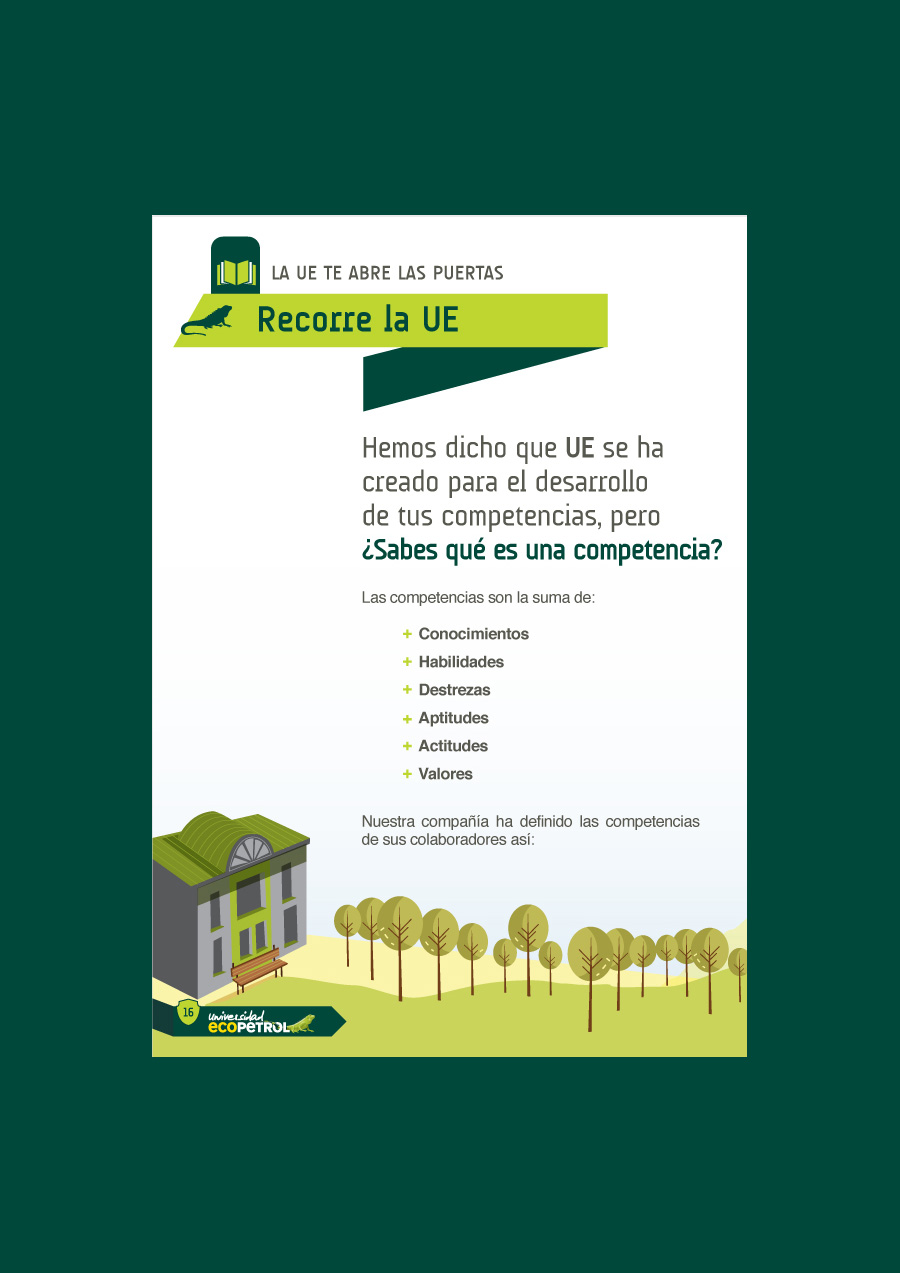 LA UE TE ABRE LAS PUERTAS
Recorre la UE
Hemos dicho que UE se ha
creado para el desarrollo
de tus competencias, pero
¿Sabes qué es una competencia?
Las competencias son la suma de:
+ Conocimientos
+ Habilidades
+ Destrezas
+ Aptitudes
+ Actitudes
+ Valores
Nuestra compañía ha definido las competencias
de sus colaboradores así:
16
universidad
ecopetrol